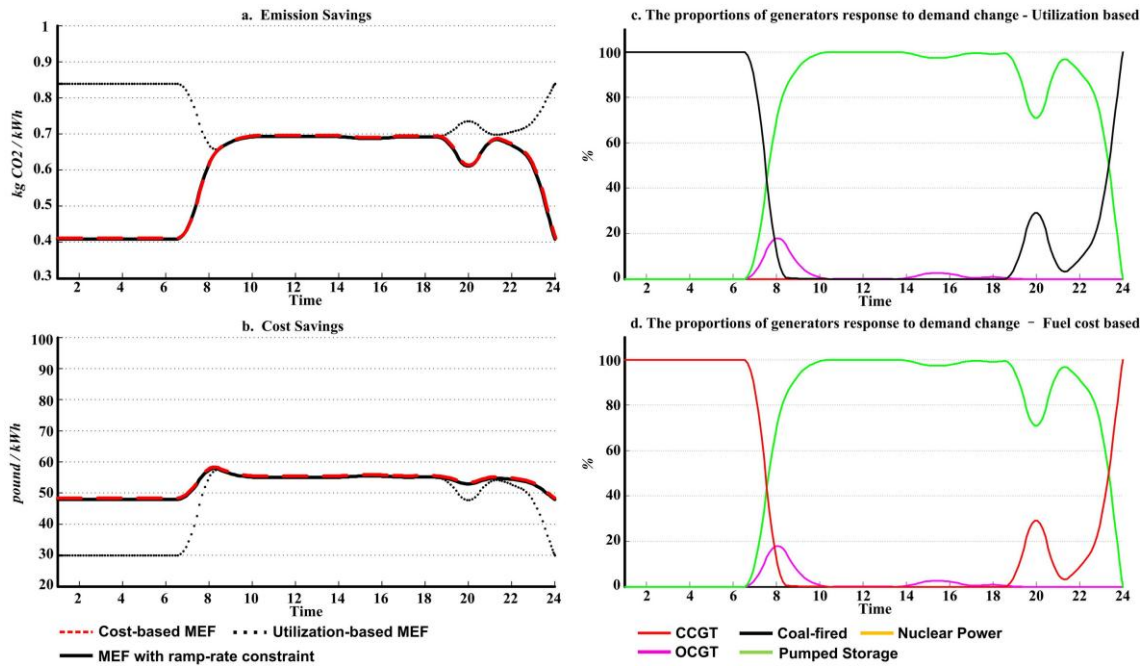 a. Emission Savings
1
0.9
0.8
0.7
0.6
0.5
0.4
0.3
kg CO2 / kWh
2 4 6 8 10 12 14 16 18 20 22 24
Time
b. Cost Savings
100
90
80
70
60
50
40
30
20
pound / kWh
2 4 6 8 10 12 14 16 18 20 22 24
Time
Cost-based MEF
Utilization-based MEF
MEF with ramp-rate constraint
c. The proportions of generators response to demand change - Utilization based
100
80
60
40
20
0
%
2 4 6 8 10 12 14 16 18 20 22 24
Time
d. The proportions of generators response to demand change - Fuel cost based
100
80
60
40
20
0
%
2 4 6 8 10 12 14 16 18 20 22 24
Time
CCGT Coal-fired Nuclear Power
OCGT Pumped Storage